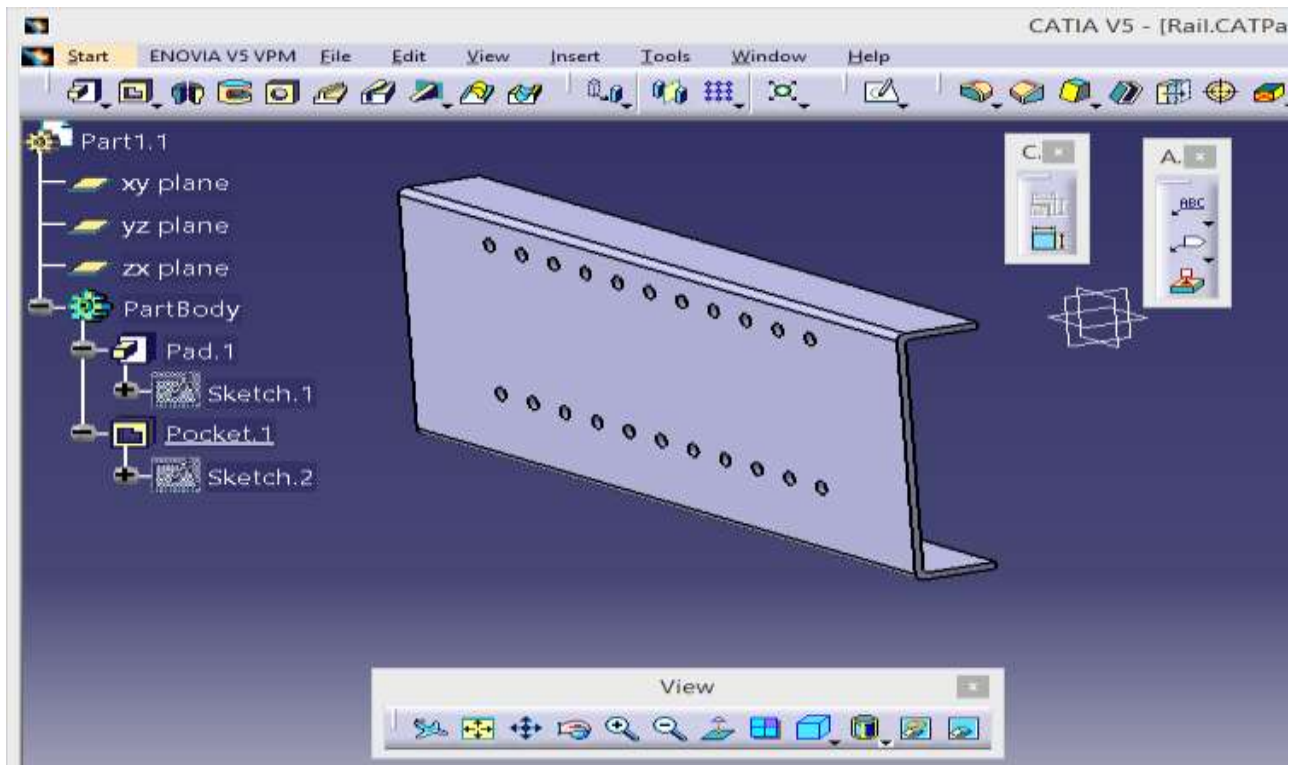 CATIA V5 - [Rail.CATPa
Start ENOVIA V5 VPM File Edit View Insert Tools Window Help
Part1.1
xy plane
yz plane
zx plane
PartBody
Pad.1
Sketch.1
Pocket.1
Sketch.2
C.
A.
ABC
View